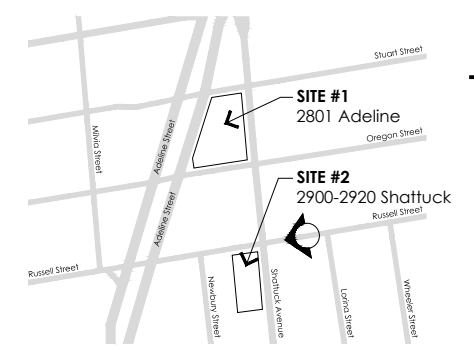 Stuart Street
SITE #1
2801 Adeline
Milvia Street
Adeline Street
Oregon Street
SITE #2
2900-2920 Shattuck
Adeline Street
Russell Street
Russell Street
Newbury Street
Shattuck Avenue
Lorina Street
Wheeler Street